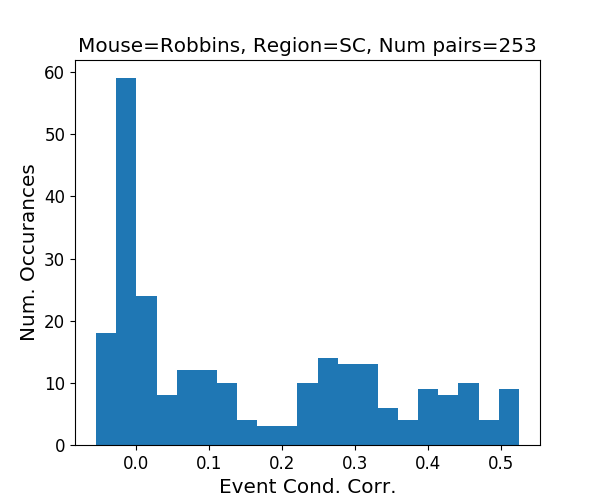 Mouse=Robbins, Region=SC, Num pairs=253
60
50
40
30
20
10
0
Num. Occurances
0.0 0.1 0.2 0.3 0.4 0.5
Event Cond. Corr.